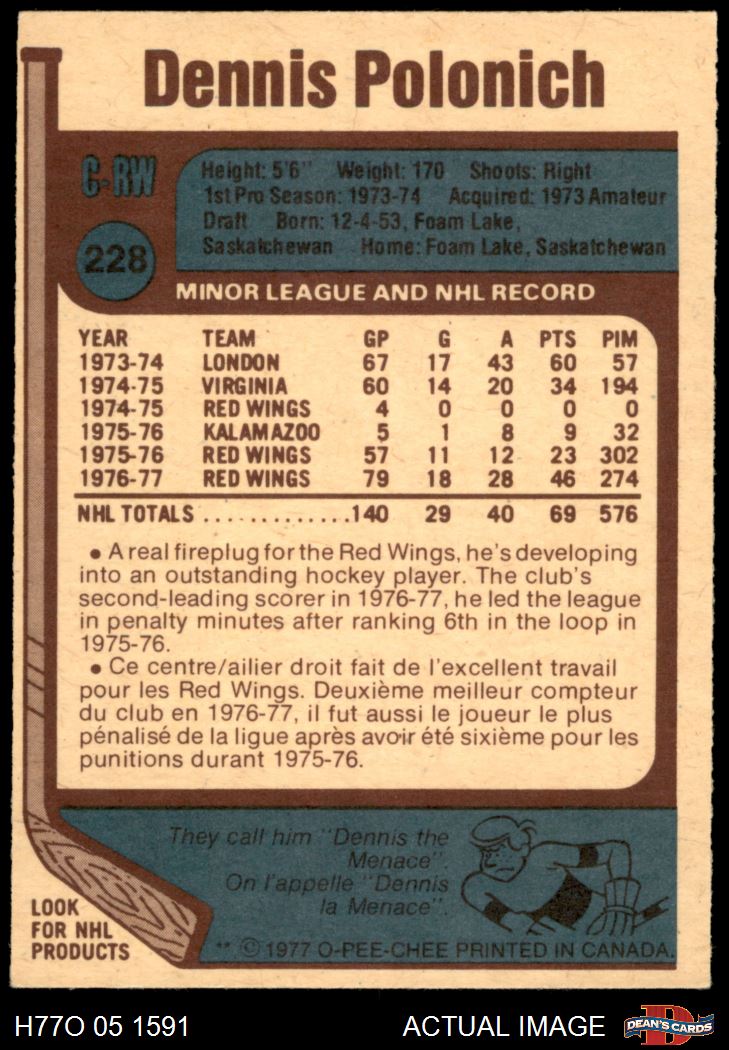 Dennis Polonich
C-RW
Height: 5'6" Weight: 170 Shoots: Right
1st Pro Season: 1973-74 Acquired: 1973 Amateur
Draft Born: 12-4-53, Foam Lake,
Saskatchewan Home: Foam Lake, Saskatchewan
228
MINOR LEAGUE AND NHL RECORD
YEAR TEAM GP G A PTS PIM
1973-74 LONDON 67 17 43 60 57
1974-75 VIRGINIA 60 14 20 34 194
1974-75 RED WINGS 4 0 0 0 0
1975-76 KALAMAZOO 5 1 8 9 32
1975-76 RED WINGS 57 11 12 23 302
1976-77 RED WINGS 79 18 28 46 274
NHL TOTALS .............140 29 40 69 576
• A real fireplug for the Red Wings, he's developing
into an outstanding hockey player. The club's
second-leading scorer in 1976-77, he led the league
in penalty minutes after ranking 6th in the loop in
1975-76.
• Ce centre/ailier droit fait de l'excellent travail
pour les Red Wings. Deuxième meilleur compteur
du club en 1976-77, il fut aussi le joueur le plus
pénalisé de la ligue après avoir été sixième pour les
punitions durant 1975-76.
They call him "Dennis the
Menace".
On l'appelle "Dennis
la Menace".
LOOK
FOR NHL
PRODUCTS
** © 1977 O-PEE-CHEE PRINTED IN CANADA.
H77O 05 1591 ACTUAL IMAGE DEAN'S CARDS